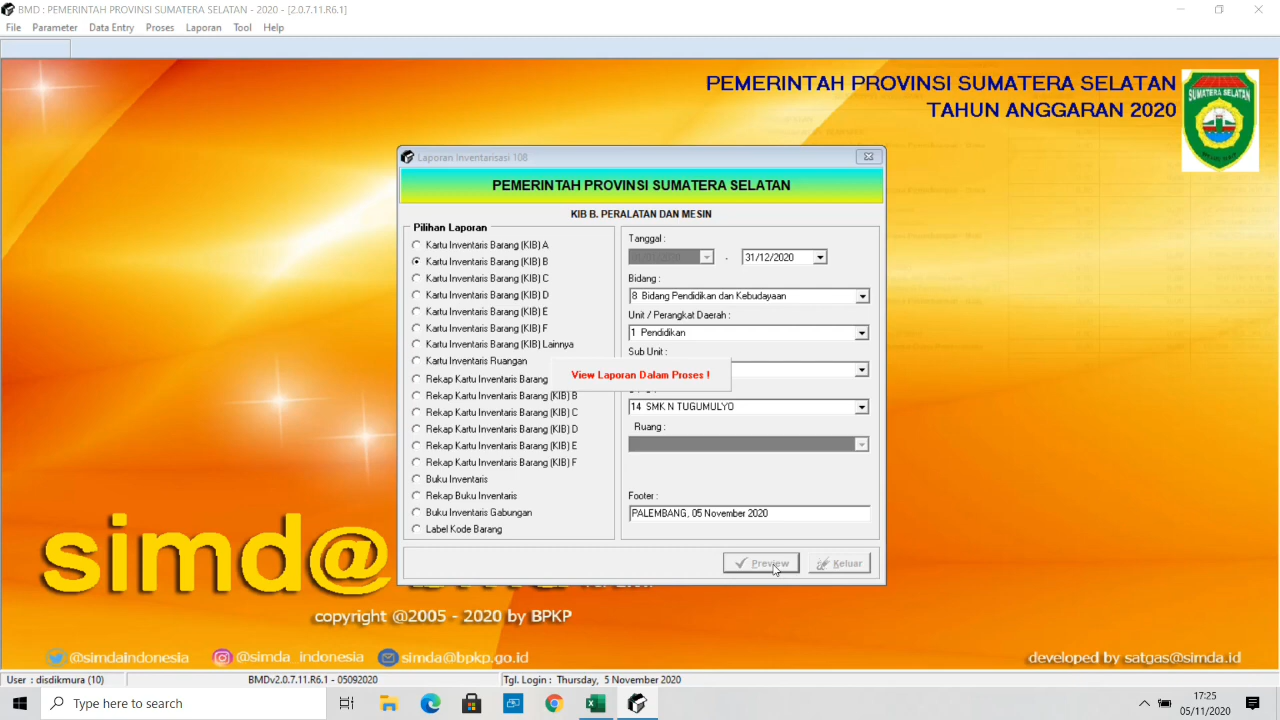 BMD : PEMERINTAH PROVINSI SUMATERA SELATAN - 2020 - [2.0.7.11.R6.1]
File Parameter Data Entry Proses Laporan Tool Help
PEMERINTAH PROVINSI SUMATERA SELATAN
TAHUN ANGGARAN 2020
SUMATERA SELATAN
Laporan Inventarisasi 108
PEMERINTAH PROVINSI SUMATERA SELATAN
KIB B. PERALATAN DAN MESIN
Pilihan Laporan
Kartu Inventaris Barang (KIB) A
Kartu Inventaris Barang (KIB) B
Kartu Inventaris Barang (KIB) C
Kartu Inventaris Barang (KIB) D
Kartu Inventaris Barang (KIB) E
Kartu Inventaris Barang (KIB) F
Kartu Inventaris Barang (KIB) Lainnya
Kartu Inventaris Ruangan
Rekap Kartu Inventaris Barang
Rekap Kartu Inventaris Barang (KIB) B
Rekap Kartu Inventaris Barang (KIB) C
Rekap Kartu Inventaris Barang (KIB) D
Rekap Kartu Inventaris Barang (KIB) E
Rekap Kartu Inventaris Barang (KIB) F
Buku Inventaris
Rekap Buku Inventaris
Buku Inventaris Gabungan
Label Kode Barang
Tanggal :
- 31/12/2020
Bidang :
8 Bidang Pendidikan dan Kebudayaan
Unit / Perangkat Daerah :
1 Pendidikan
Sub Unit :
View Laporan Dalam Proses !
14 SMK N TUGUMULYO
Ruang :
Footer :
PALEMBANG, 05 November 2020
Preview Keluar
simd@
copyright @2005 - 2020 by BPKP
@simdaindonesia @simda_indonesia simda@bpkp.go.id
developed by satgas@simda.id
User : disdikmura (10) BMDv2.0.7.11.R6.1 - 05092020 Tgl. Login : Thursday, 5 November 2020
Type here to search
17:25
05/11/2020